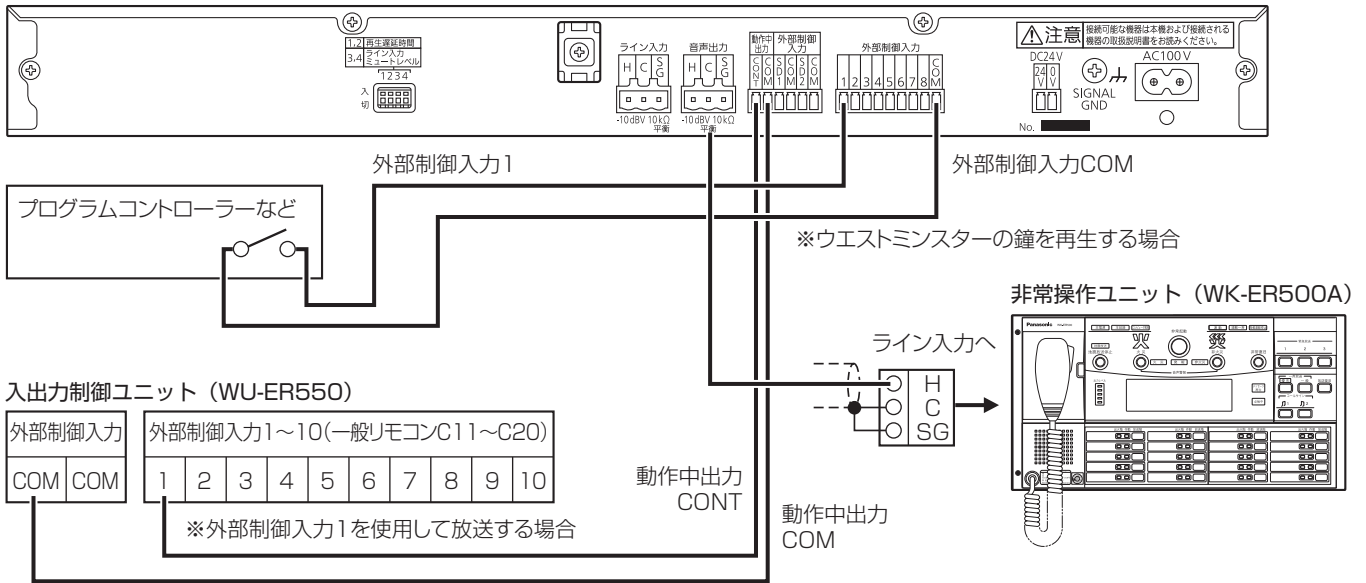 1.2 再生遅延時間
3.4 ライン入力
ミュートレベル
1234
入
切
ライン入力
H C SG
-10dBV 10kΩ
平衡
音声出力
H C SG
-10dBV 10kΩ
平衡
動作中
出力
CONT COM
外部制御
入力
SD1 COM SD2 COM
外部制御入力
1 2 3 4 5 6 7 8 COM
注意
接続可能な機器は本機および接続される
機器の取扱説明書をお読みください。
DC24V
24V 0V
SIGNAL
GND
AC100V
No.
外部制御入力1
外部制御入力COM
プログラムコントローラーなど
※ウエストミンスターの鐘を再生する場合
非常操作ユニット（WK-ER500A）
Panasonic
火
災
1 2 3
ライン入力へ
H
C
SG
入出力制御ユニット（WU-ER550）
外部制御入力
COM COM
外部制御入力1～10(一般リモコンC11～C20)
1 2 3 4 5 6 7 8 9 10
※外部制御入力1を使用して放送する場合
動作中出力
CONT
動作中出力
COM